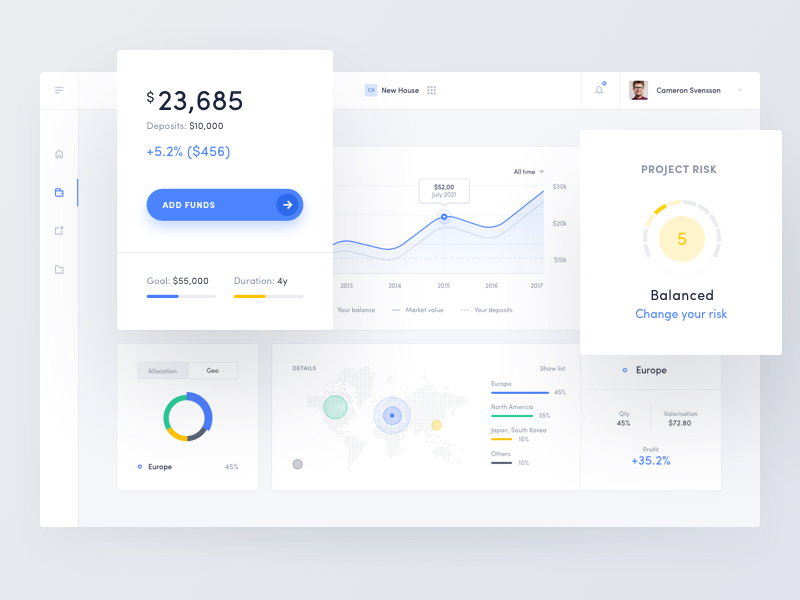 $23,685
Deposits: $10,000
+5.2% ($456)
ADD FUNDS
Goal: $55,000
Duration: 4y
CA New House
Cameron Svensson
All time
$52,00
July 2021
$30k
$20k
$10k
2013 2014 2015 2016 2017
Your balance Market value Your deposits
PROJECT RISK
5
Balanced
Change your risk
Allocation Geo
Europe 45%
DETAILS
Show list
Europe
45%
North America
35%
Japan, South Korea
10%
Others
10%
Europe
Qty
45%
Valorisation
$72.80
Profit
+35.2%